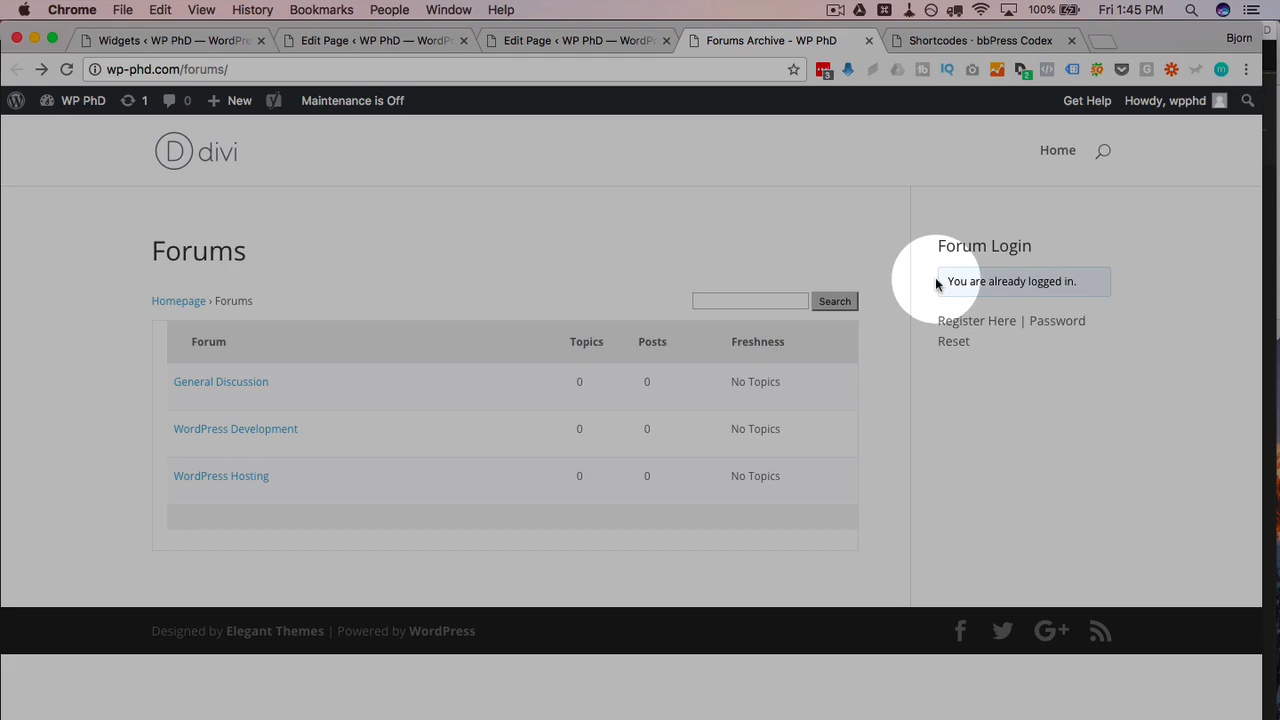 Chrome File Edit View History Bookmarks People Window Help 100% Fri 1:45 PM
Widgets ‹ WP PhD — WordPre
Edit Page ‹ WP PhD — WordPr
Edit Page ‹ WP PhD — WordPr
Forums Archive - WP PhD
Shortcodes · bbPress Codex
Bjorn
wp-phd.com/forums/
3
2
WP PhD 1 0 New Maintenance is Off Get Help Howdy, wpphd
D divi
Home
Forums
Homepage › Forums
Search
Forum Topics Posts Freshness
General Discussion 0 0 No Topics
WordPress Development 0 0 No Topics
WordPress Hosting 0 0 No Topics
Forum Login
You are already logged in.
Register Here | Password
Reset
Designed by Elegant Themes | Powered by WordPress